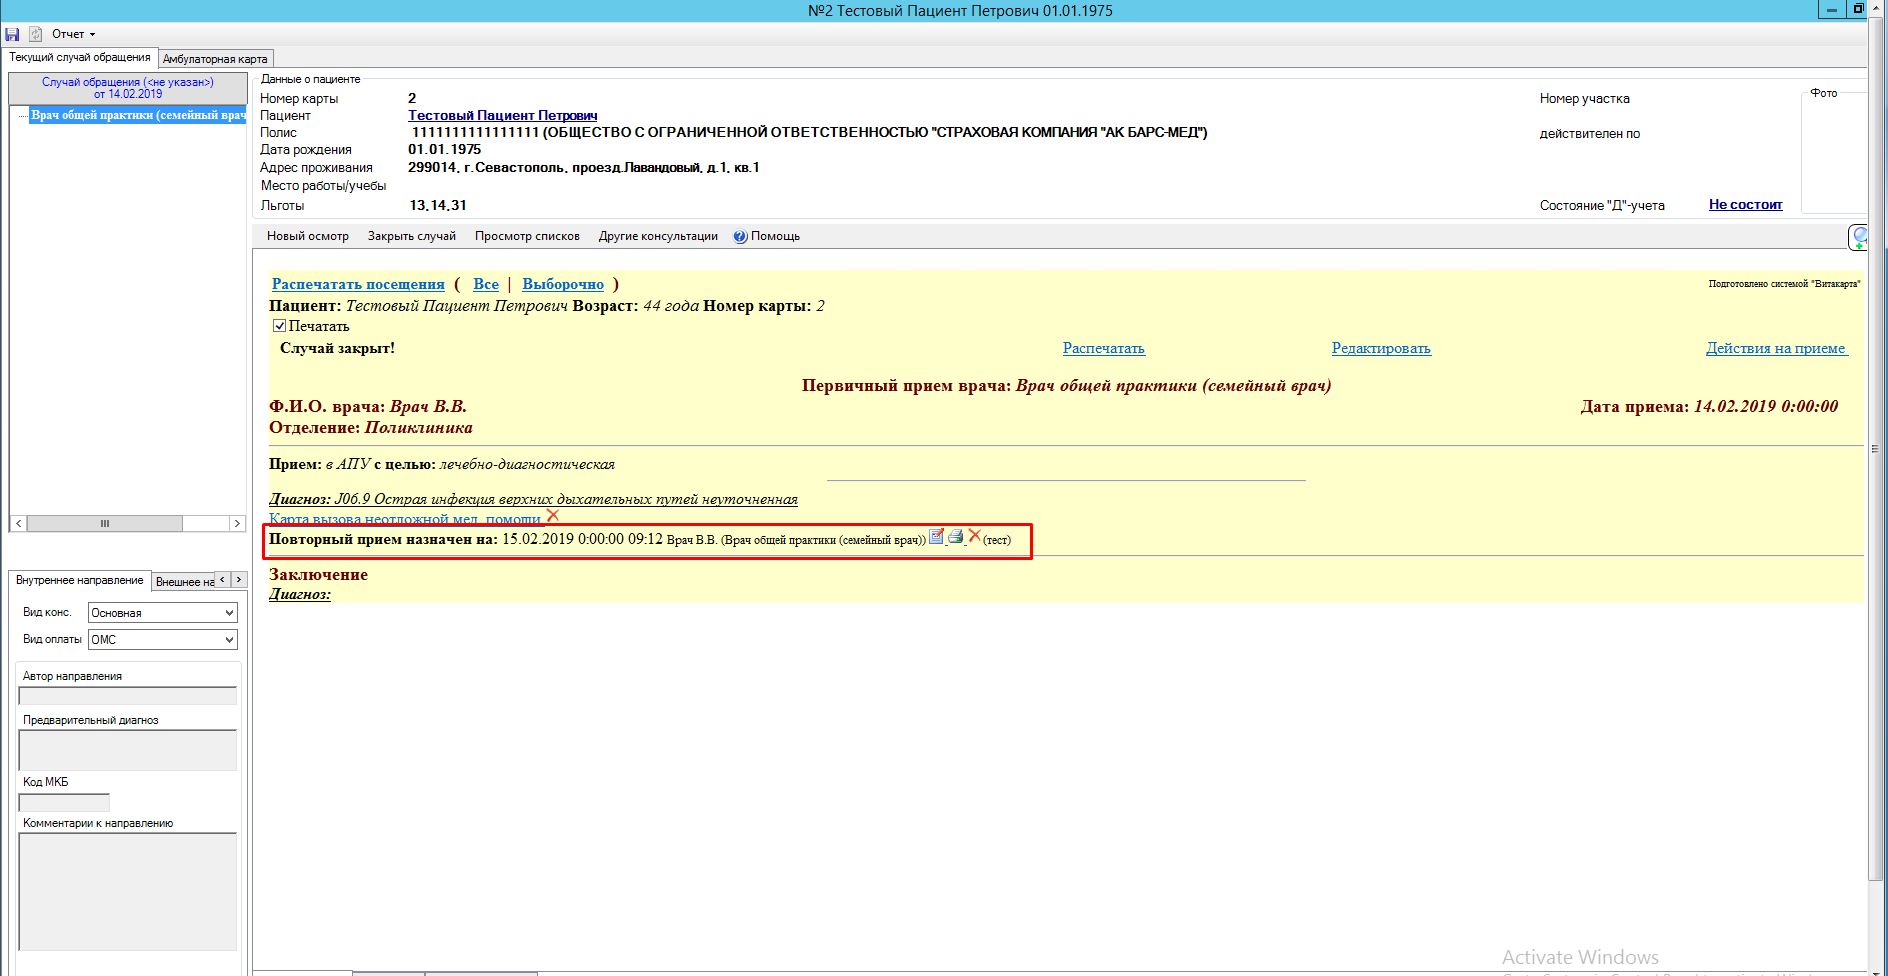 №2 Тестовый Пациент Петрович 01.01.1975
Отчет
Текущий случай обращения
Амбулаторная карта
Случай обращения (<не указан>)
от 14.02.2019
Врач общей практики (семейный врач
Данные о пациенте
Номер карты 2
Пациент Тестовый Пациент Петрович
Полис 1111111111111111 (ОБЩЕСТВО С ОГРАНИЧЕННОЙ ОТВЕТСТВЕННОСТЬЮ "СТРАХОВАЯ КОМПАНИЯ "АК БАРС-МЕД")
Дата рождения 01.01.1975
Адрес проживания 299014, г.Севастополь, проезд.Лавандовый, д.1, кв.1
Место работы/учебы
Льготы 13,14,31
Номер участка
действителен по
Состояние "Д"-учета Не состоит
Фото
Новый осмотр Закрыть случай Просмотр списков Другие консультации Помощь
Распечатать посещения ( Все | Выборочно )
Подготовлено системой "Витакарта"
Пациент: Тестовый Пациент Петрович Возраст: 44 года Номер карты: 2
Печатать
Случай закрыт! Распечатать Редактировать Действия на приеме
Первичный прием врача: Врач общей практики (семейный врач)
Ф.И.О. врача: Врач В.В. Дата приема: 14.02.2019 0:00:00
Отделение: Поликлиника
Прием: в АПУ с целью: лечебно-диагностическая
Диагноз: J06.9 Острая инфекция верхних дыхательных путей неуточненная
Карта вызова неотложной мед. помощи
Повторный прием назначен на: 15.02.2019 0:00:00 09:12 Врач В.В. (Врач общей практики (семейный врач)) (тест)
Заключение
Диагноз:
Внутреннее направление
Внешнее на
Вид конс. Основная
Вид оплаты ОМС
Автор направления
Предварительный диагноз
Код МКБ
Комментарии к направлению
Activate Windows